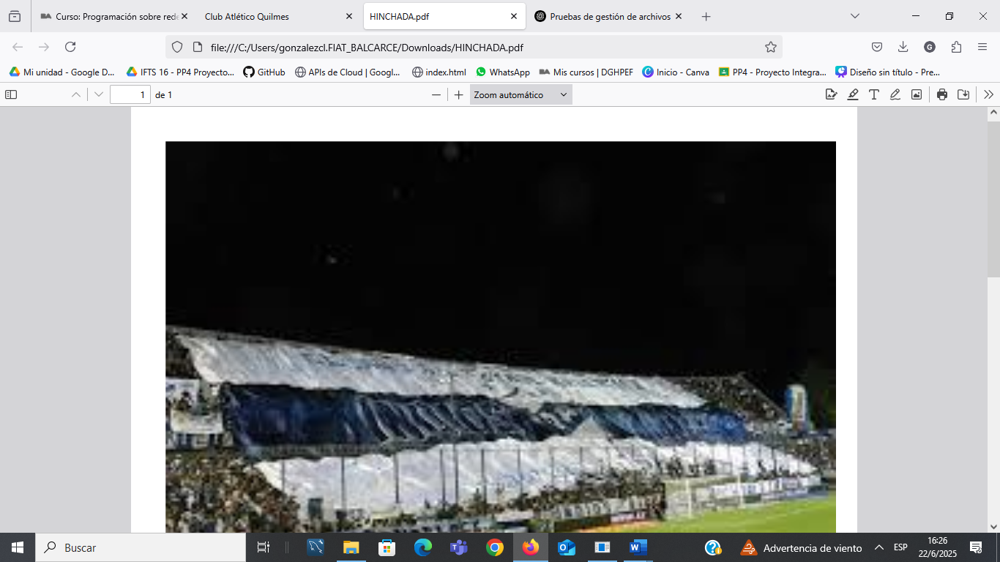 Curso: Programación sobre rede
Club Atlético Quilmes
HINCHADA.pdf
Pruebas de gestión de archivos
file:///C:/Users/gonzalezcl.FIAT_BALCARCE/Downloads/HINCHADA.pdf
G
Mi unidad - Google D...
IFTS 16 - PP4 Proyecto...
GitHub
APIs de Cloud | Googl...
index.html
WhatsApp
Mis cursos | DGHPEF
Inicio - Canva
PP4 - Proyecto Integra...
Diseño sin título - Pre...
1 de 1
Zoom automático
Buscar
Advertencia de viento
ESP
16:26
22/6/2025